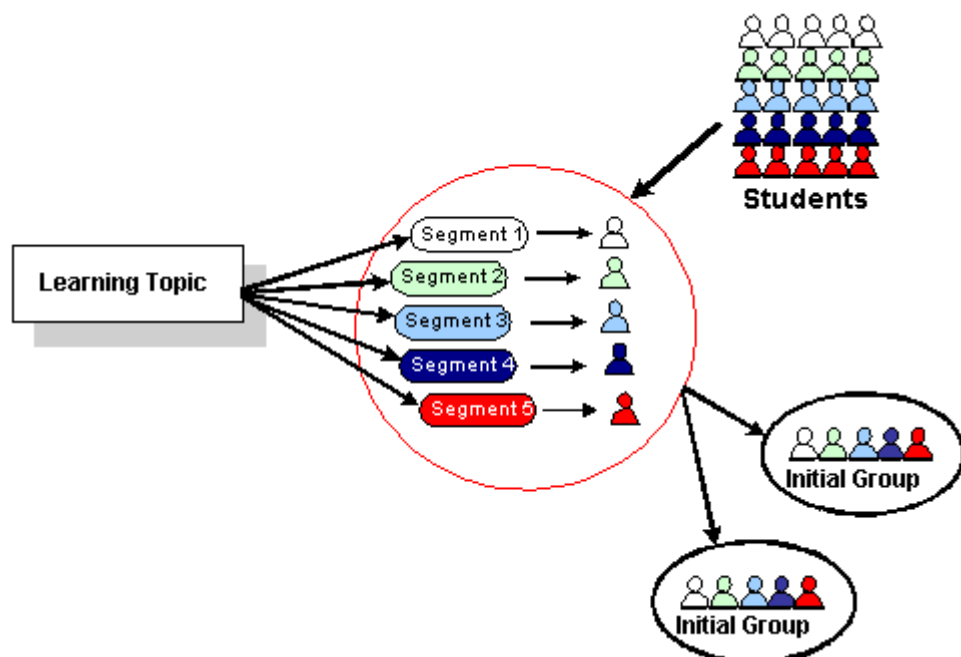 Students
Learning Topic
Segment 1
Segment 2
Segment 3
Segment 4
Segment 5
Initial Group
Initial Group